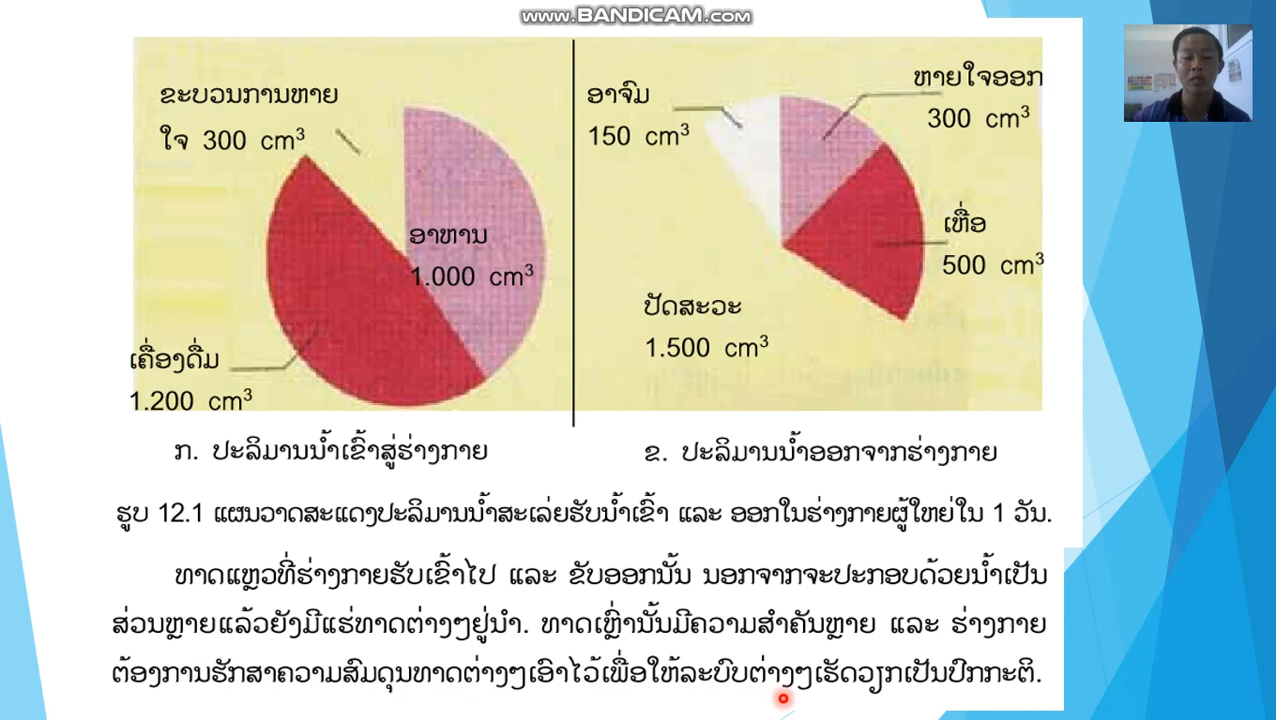 www.BANDICAM.com
ຂະບວນການຫາຍ
ໃຈ 300 cm³
ອາຫານ
1.000 cm³
ເຄື່ອງດື່ມ
1.200 cm³
ອາຈົມ
150 cm³
ຫາຍໃຈອອກ
300 cm³
ເຫື່ອ
500 cm³
ປັດສະວະ
1.500 cm³
ກ. ປະລິມານນ້ຳເຂົ້າສູ່ຮ່າງກາຍ
ຂ. ປະລິມານນ້ຳອອກຈາກຮ່າງກາຍ
ຮູບ 12.1 ແຜນວາດສະແດງປະລິມານນ້ຳສະເລ່ຍຮັບນ້ຳເຂົ້າ ແລະ ອອກໃນຮ່າງກາຍຜູ້ໃຫຍ່ໃນ 1 ວັນ.
ທາດແຫຼວທີ່ຮ່າງກາຍຮັບເຂົ້າໄປ ແລະ ຂັບອອກນັ້ນ ນອກຈາກຈະປະກອບດ້ວຍນ້ຳເປັນ
ສ່ວນຫຼາຍແລ້ວຍັງມີແຮ່ທາດຕ່າງໆຢູ່ນຳ. ທາດເຫຼົ່ານັ້ນມີຄວາມສຳຄັນຫຼາຍ ແລະ ຮ່າງກາຍ
ຕ້ອງການຮັກສາຄວາມສົມດຸນທາດຕ່າງໆເອົາໄວ້ເພື່ອໃຫ້ລະບົບຕ່າງໆເຮັດວຽກເປັນປົກກະຕິ.